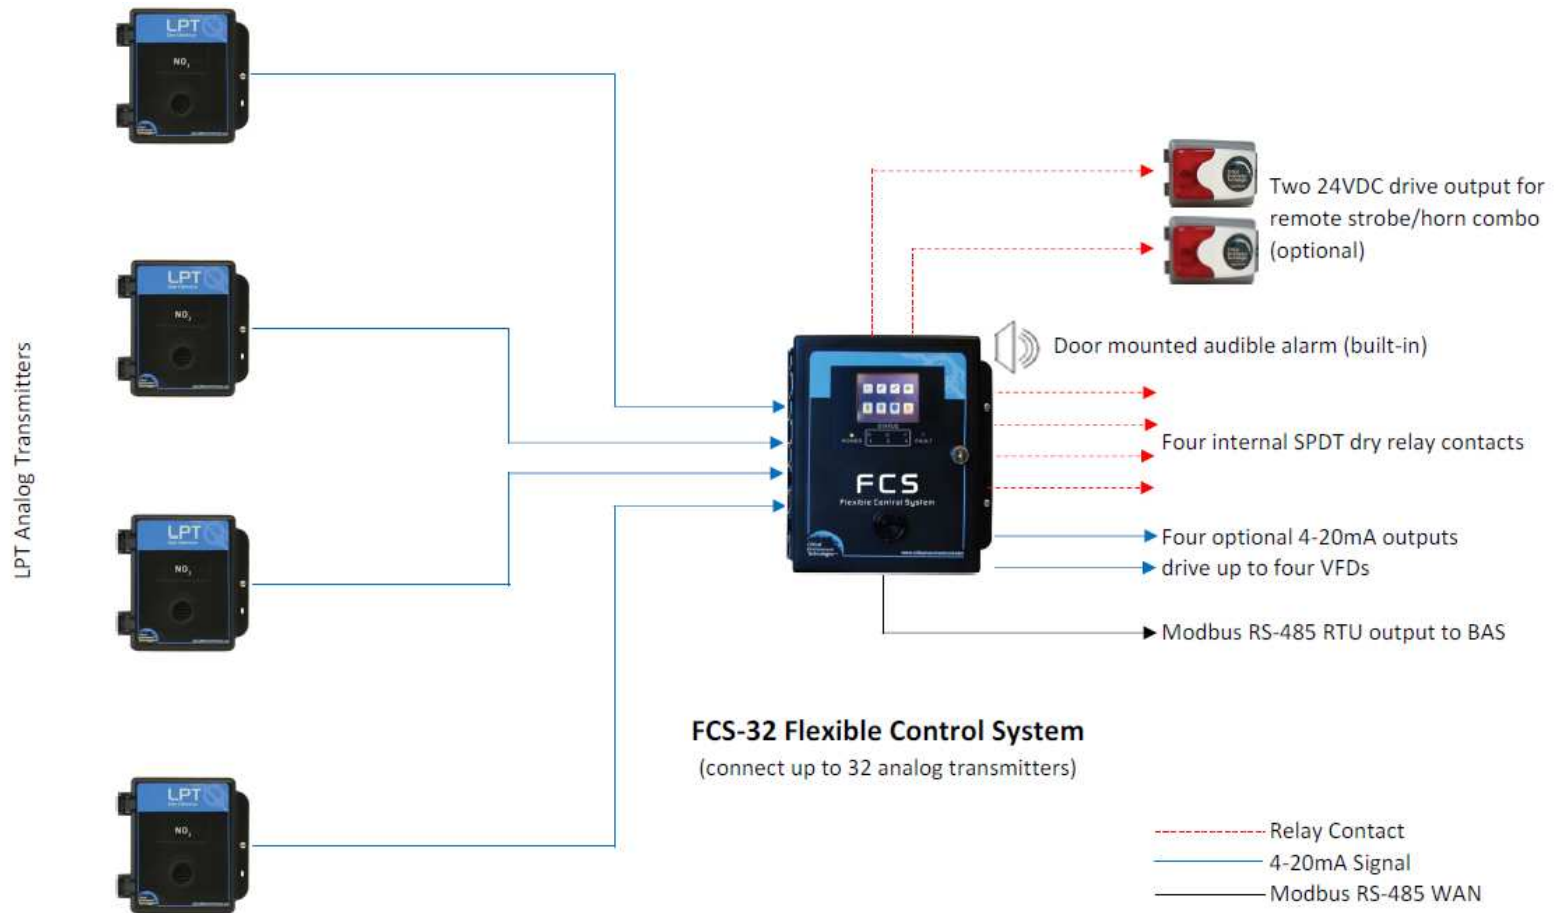 LPT Analog Transmitters
LPT
NO₂
LPT
NO₂
LPT
NO₂
LPT
NO₂
Two 24VDC drive output for
remote strobe/horn combo
(optional)
Door mounted audible alarm (built-in)
STATUS
POWER
FAULT
FCS
Flexible Control System
Four internal SPDT dry relay contacts
Four optional 4-20mA outputs
drive up to four VFDs
Modbus RS-485 RTU output to BAS
FCS-32 Flexible Control System
(connect up to 32 analog transmitters)
Relay Contact
4-20mA Signal
Modbus RS-485 WAN